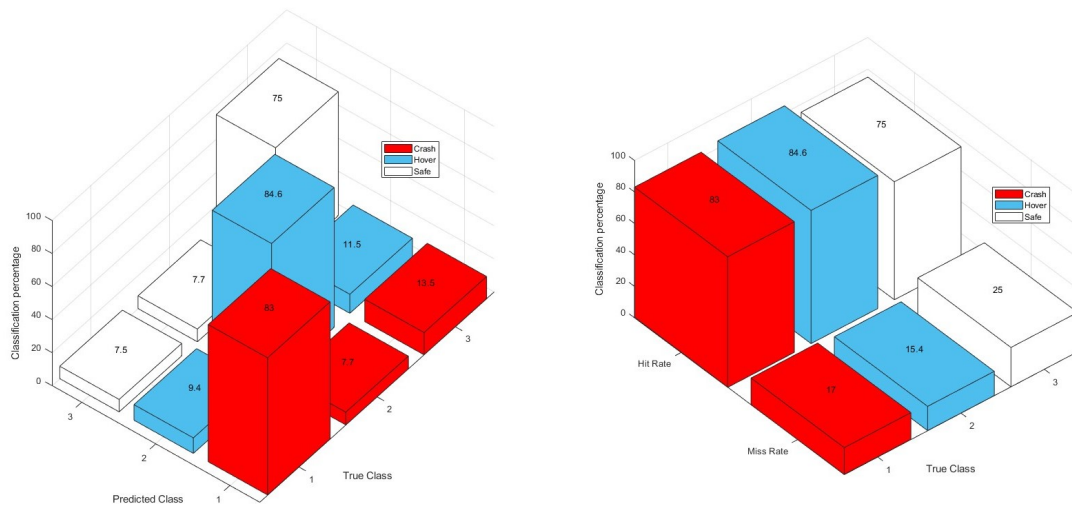 75
Crash
Hover
Safe
84.6
11.5
13.5
7.7
83
7.7
7.5
9.4
100
80
60
40
20
0
Classification percentage
3
2
1
Predicted Class
1
2
3
True Class
75
84.6
83
Crash
Hover
Safe
25
15.4
17
100
80
60
40
20
0
Classification percentage
Hit Rate
Miss Rate
1
2
3
True Class